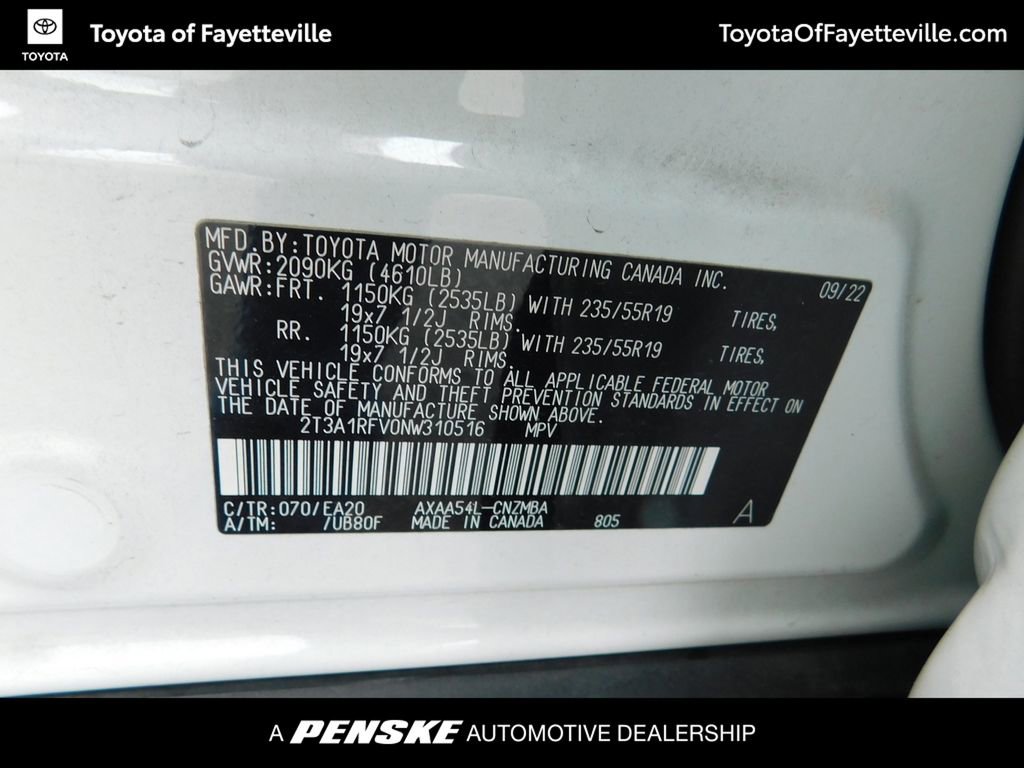 TOYOTA
Toyota of Fayetteville
ToyotaOfFayetteville.com
MFD.BY:TOYOTA MOTOR MANUFACTURING CANADA INC.
GVWR:2090KG (4610LB) 09/22
GAWR:FRT. 1150KG (2535LB) WITH 235/55R19 TIRES,
19x7 1/2J RIMS.
RR. 1150KG (2535LB) WITH 235/55R19 TIRES,
19x7 1/2J RIMS.
THIS VEHICLE CONFORMS TO ALL APPLICABLE FEDERAL MOTOR
VEHICLE SAFETY AND THEFT PREVENTION STANDARDS IN EFFECT ON
THE DATE OF MANUFACTURE SHOWN ABOVE.
2T3A1RFV0NW310516 MPV
C/TR:070/EA20 AXAA54L-CNZMBA
A/TM: /UB80F MADE IN CANADA 805 A
A PENSKE AUTOMOTIVE DEALERSHIP